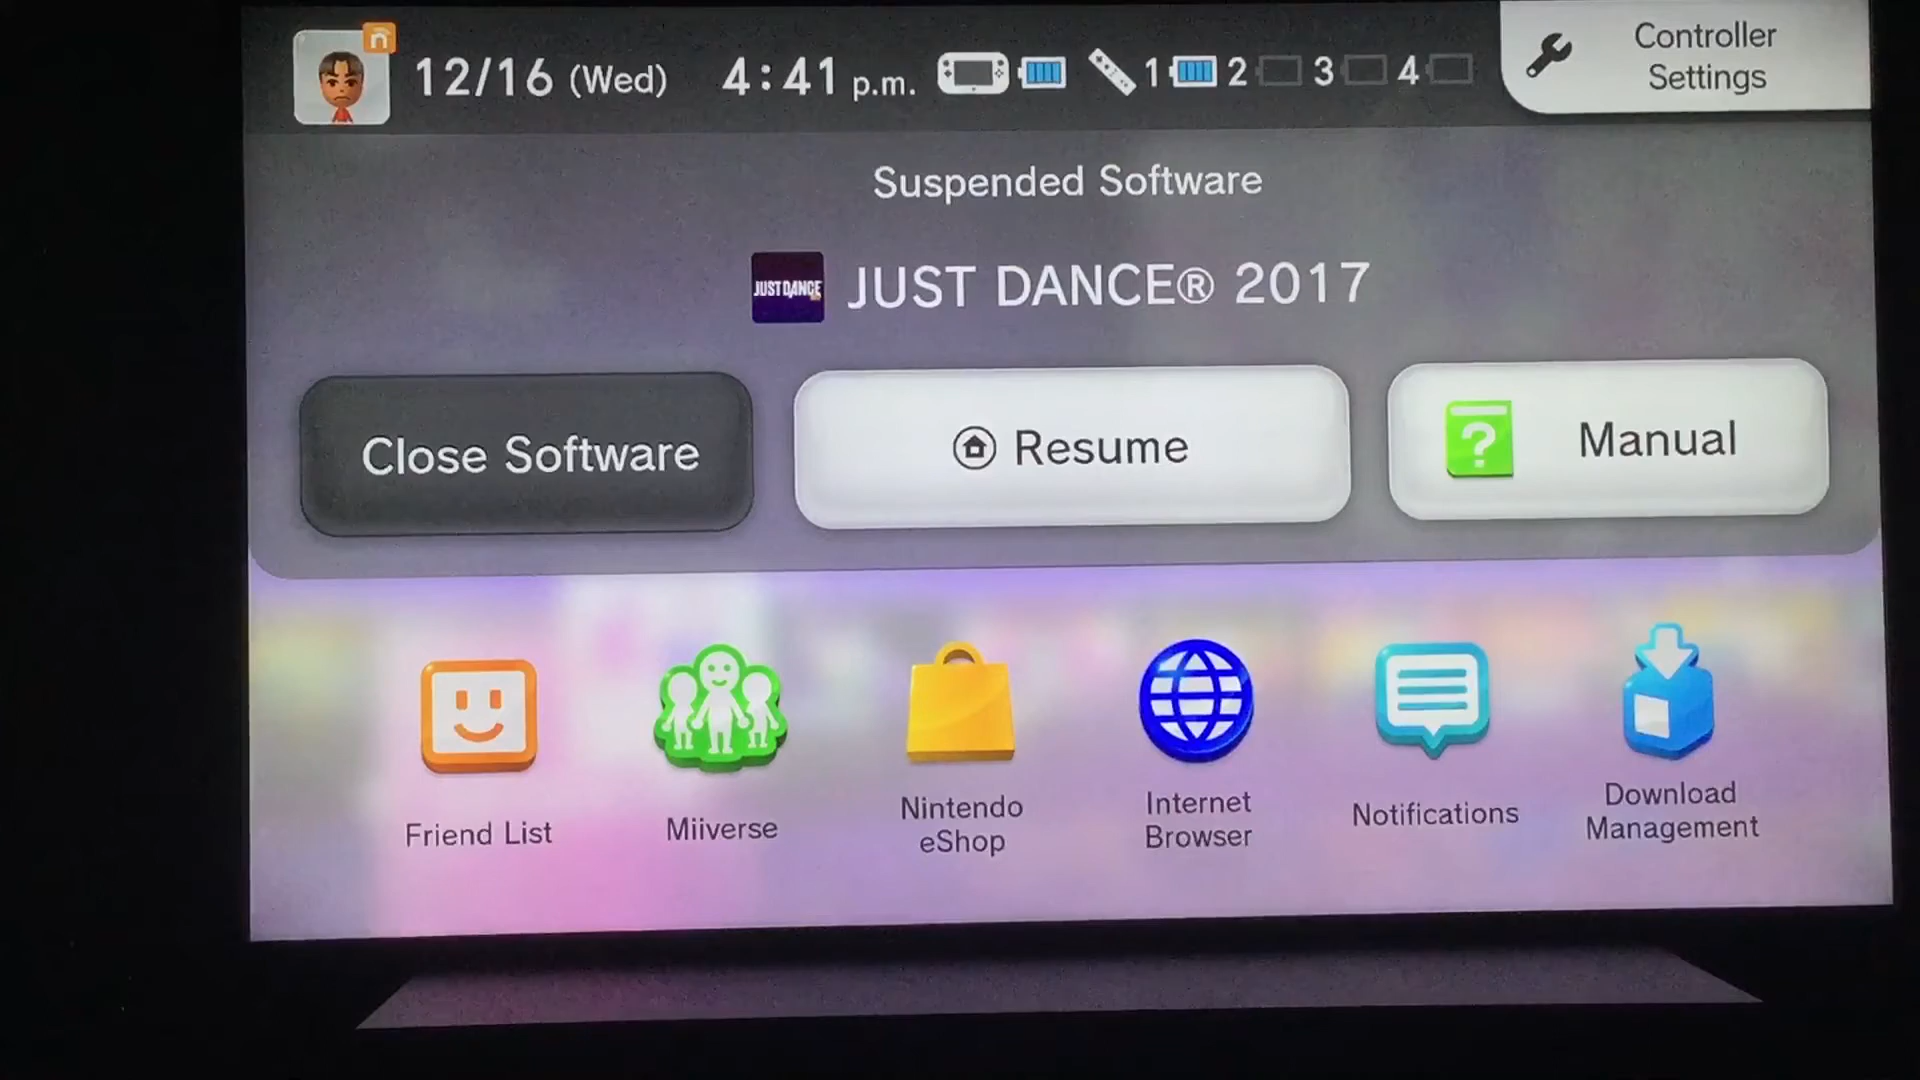 12/16 (Wed) 4:41 p.m. 1 2 3 4
Controller
Settings
Suspended Software
JUST DANCE
JUST DANCE® 2017
Close Software
Resume
? Manual
Friend List
Miiverse
Nintendo
eShop
Internet
Browser
Notifications
Download
Management